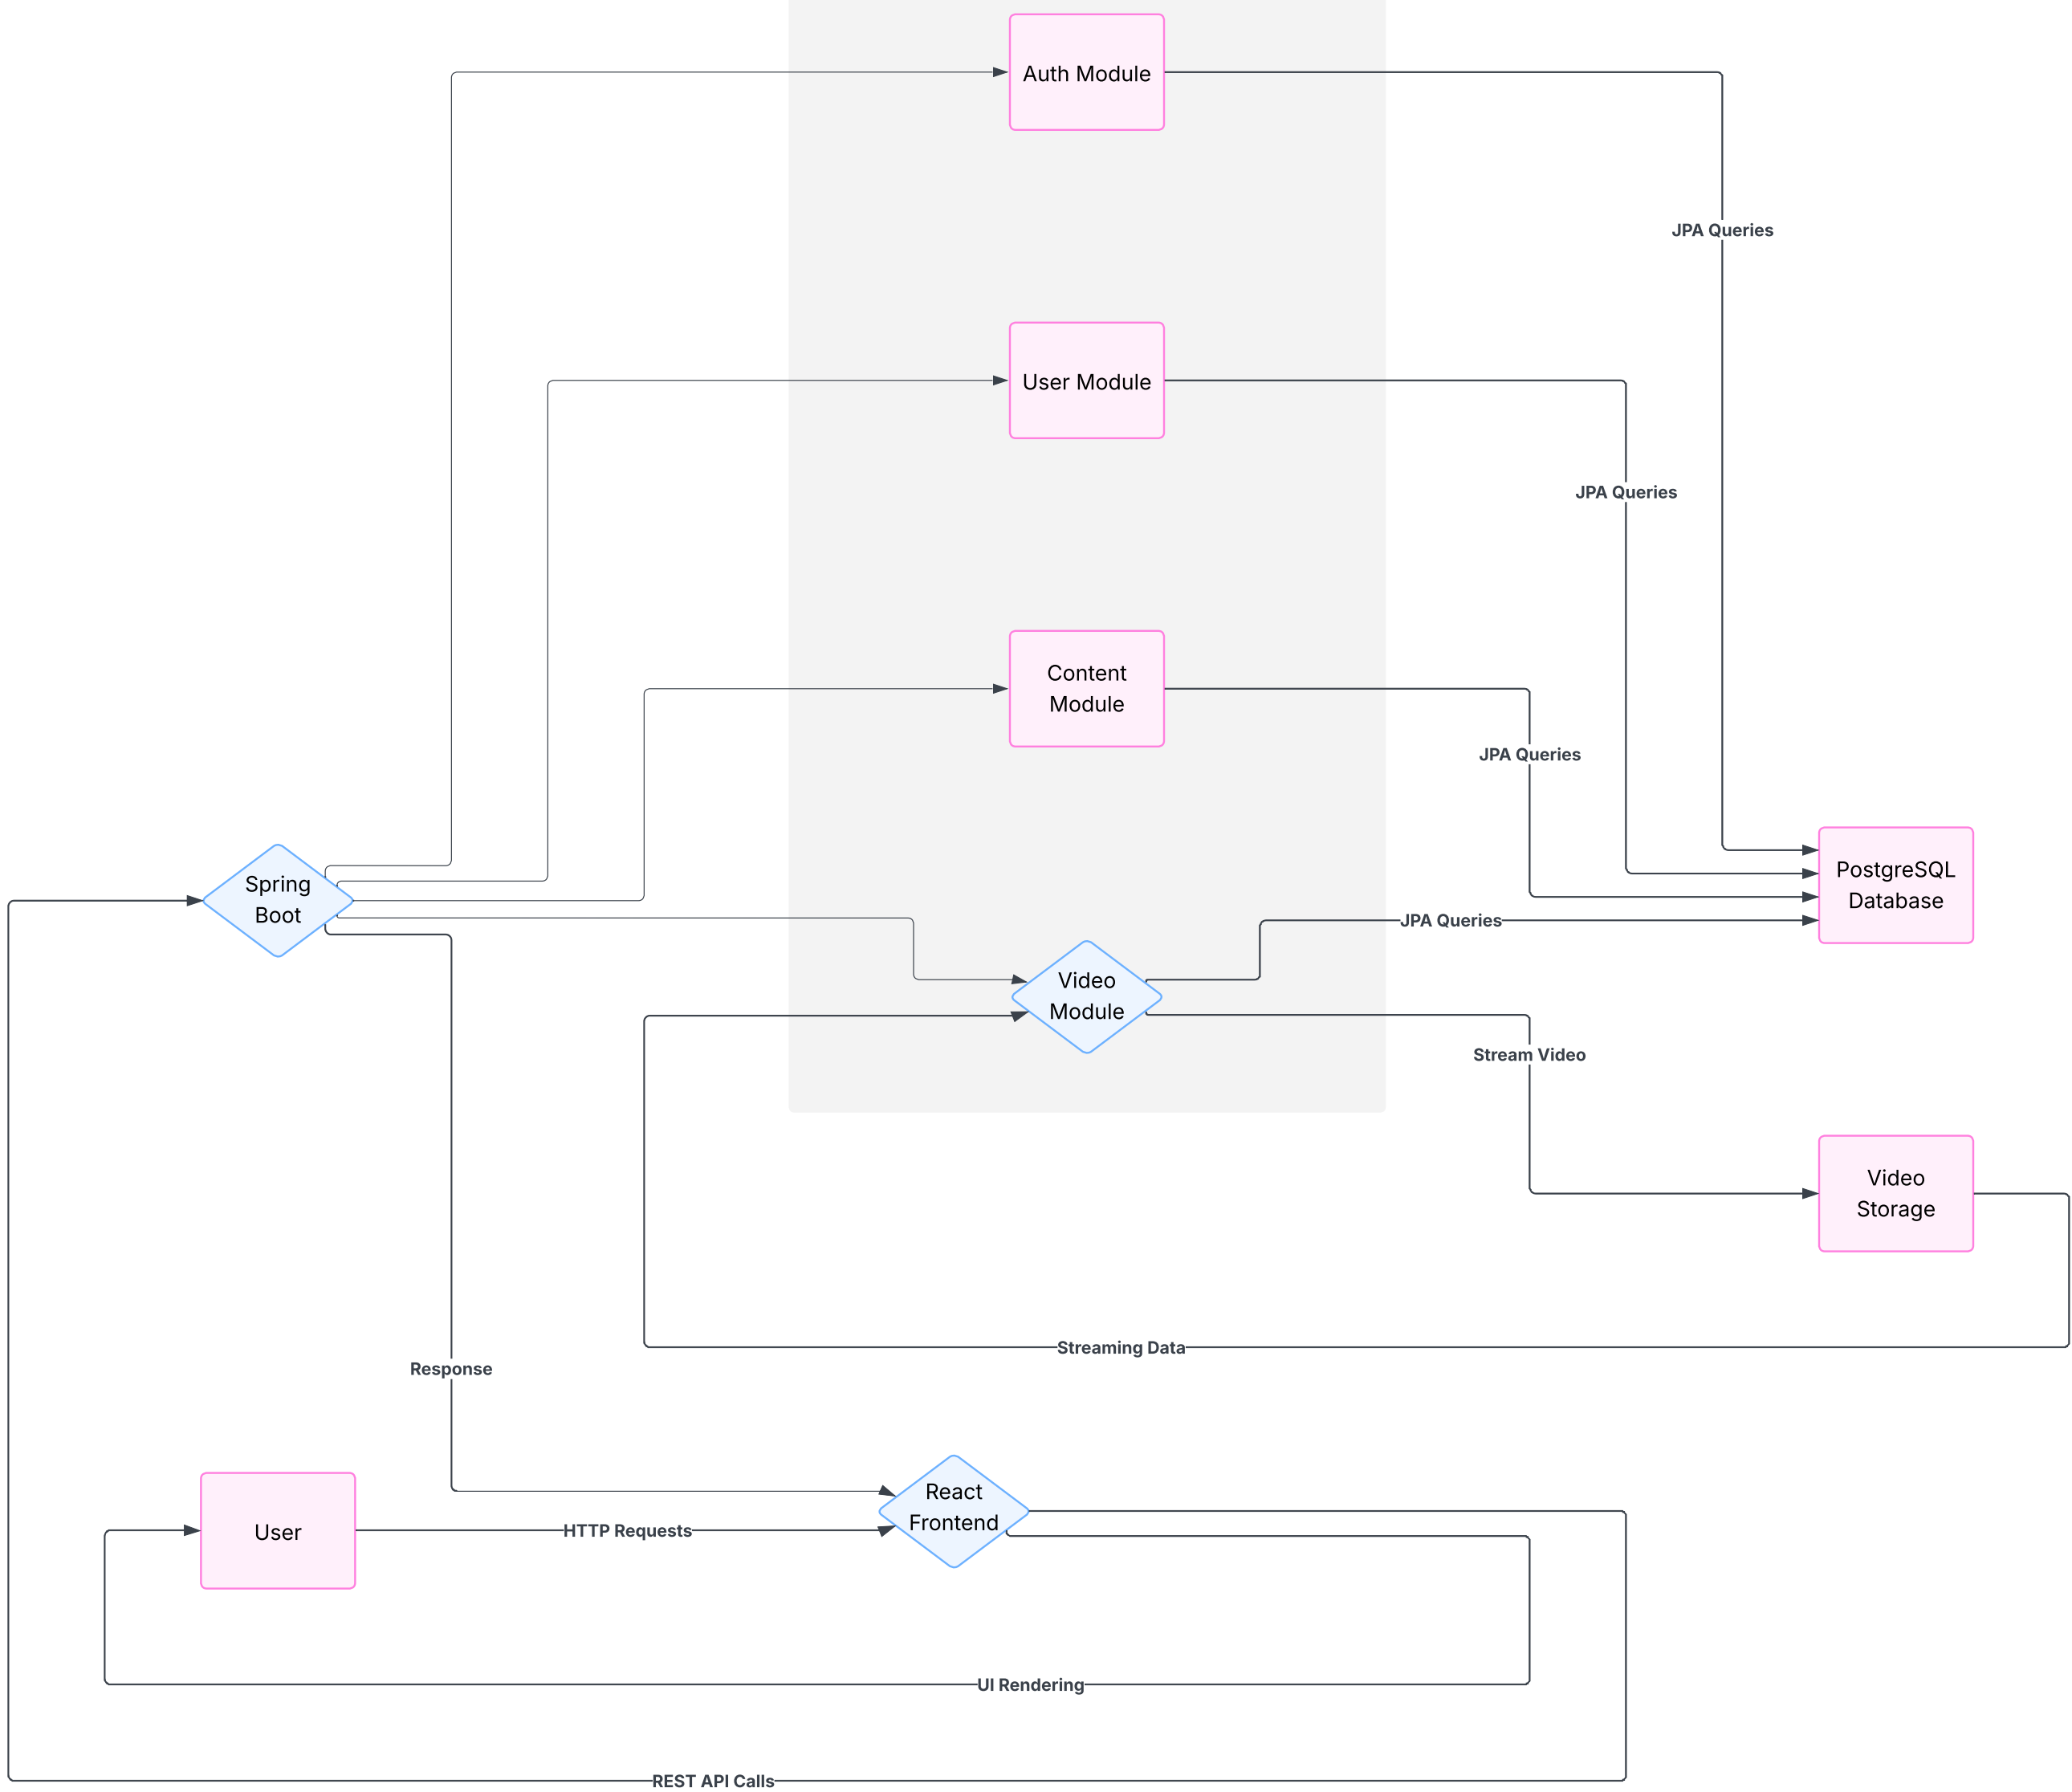 Auth Module
JPA Queries
User Module
JPA Queries
Content
Module
JPA Queries
Spring
Boot
PostgreSQL
Database
JPA Queries
Video
Module
Stream Video
Video
Storage
Streaming Data
Response
React
Frontend
User
HTTP Requests
UI Rendering
REST API Calls